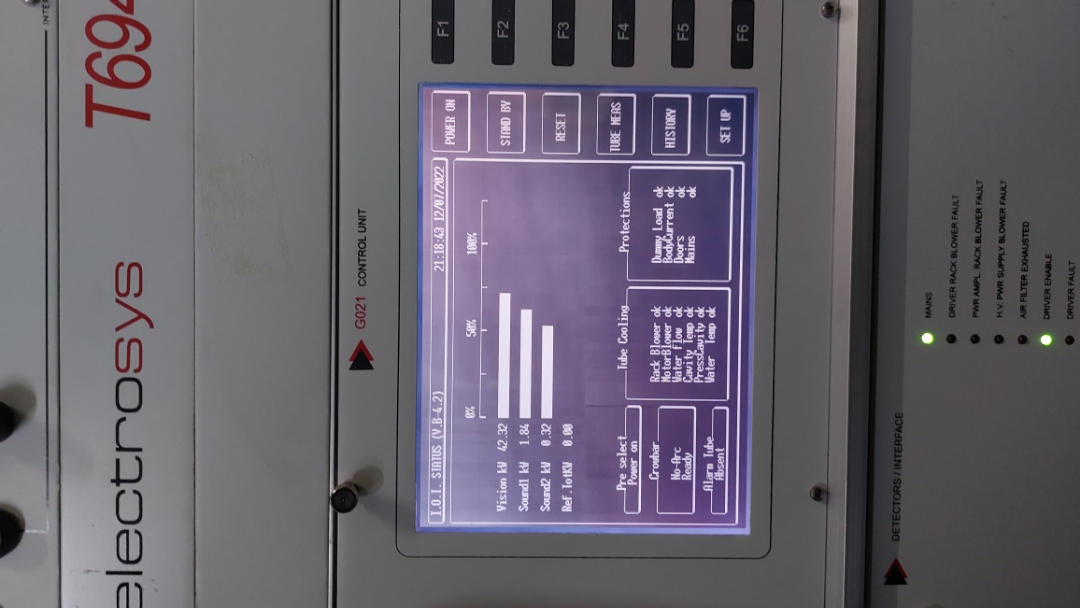 INTER
electrosys
T694
G021 CONTROL UNIT
I.O.T. STATUS (V.B 4.2) 21:18:43 12/07/2022
0% 50% 100%
Vision kW 42.32
Sound1 kW 1.84
Sound2 kW 0.32
Ref.TotKW 0.00
Pre select
Power on
Crowbar
No-Arc
Ready
Alarm Tube
Absent
Tube Cooling
Rack Blower ok
MotorBlower ok
Water flow ok
Cavity Temp ok
PressCavity ok
Water Temp ok
Protections
Dummy Load ok
BodyCurrent ok
Doors ok
Mains ok
POWER ON
STAND BY
RESET
TUBE MEAS
HISTORY
SET UP
F1
F2
F3
F4
F5
F6
DETECTORS / INTERFACE
MAINS
DRIVER RACK BLOWER FAULT
PWR AMPL. RACK BLOWER FAULT
H.V. PWR SUPPLY BLOWER FAULT
AIR FILTER EXHAUSTED
DRIVER ENABLE
DRIVER FAULT